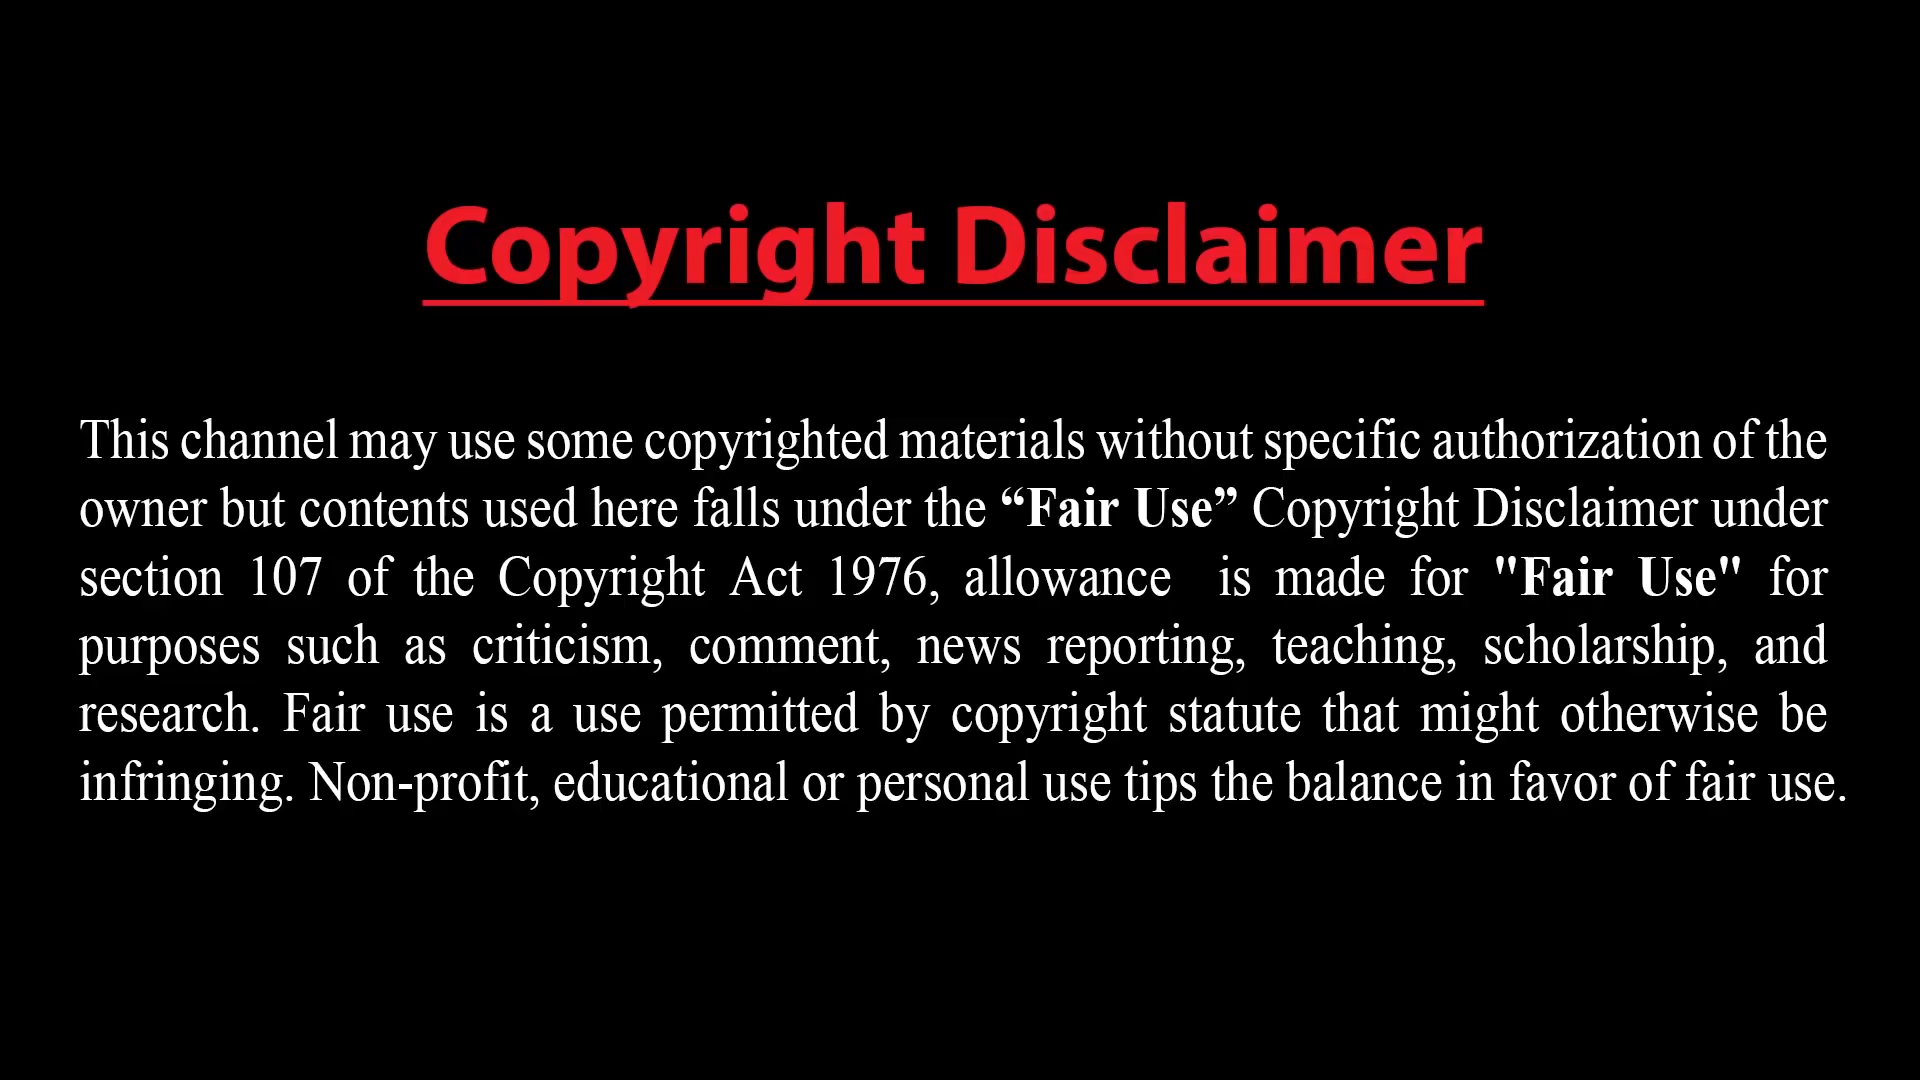 Copyright Disclaimer
This channel may use some copyrighted materials without specific authorization of the
owner but contents used here falls under the “Fair Use” Copyright Disclaimer under
section 107 of the Copyright Act 1976, allowance is made for "Fair Use" for
purposes such as criticism, comment, news reporting, teaching, scholarship, and
research. Fair use is a use permitted by copyright statute that might otherwise be
infringing. Non-profit, educational or personal use tips the balance in favor of fair use.